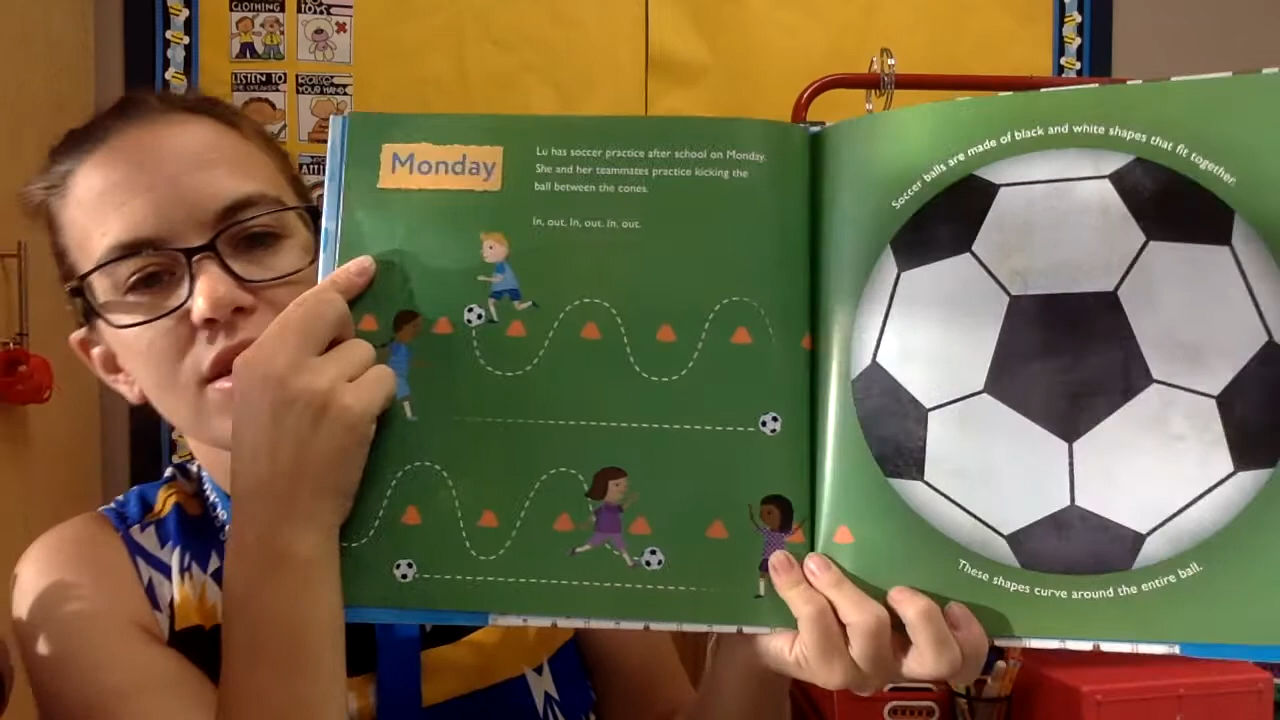 CLOTHING
TOYS
LISTEN TO
RAISE
YOUR HAND
Monday
Lu has soccer practice after school on Monday.
She and her teammates practice kicking the
ball between the cones.
In, out. In, out. In, out.
Soccer balls are made of black and white shapes that fit together.
These shapes curve around the entire ball.